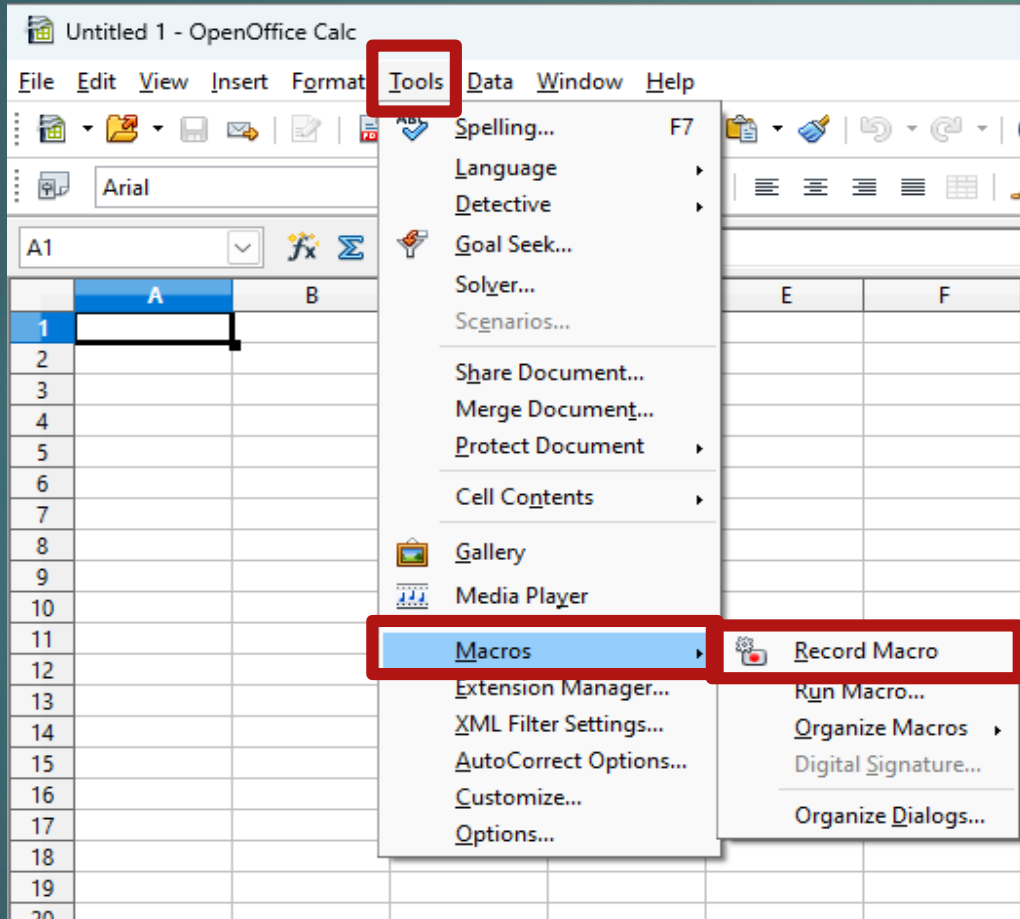 Untitled 1 - OpenOffice Calc
File Edit View Insert Format Tools Data Window Help
ABC Spelling... F7
Language
Arial
Detective
A1
Goal Seek...
Solver...
A B E F
Scenarios...
1
2
Share Document...
3
Merge Document...
4
Protect Document
5
6
Cell Contents
7
8
Gallery
9
Media Player
10
11
Macros Record Macro
12
Extension Manager... Run Macro...
13
XML Filter Settings... Organize Macros
14
AutoCorrect Options... Digital Signature...
15
Customize...
16
Organize Dialogs...
17
Options...
18
19
20